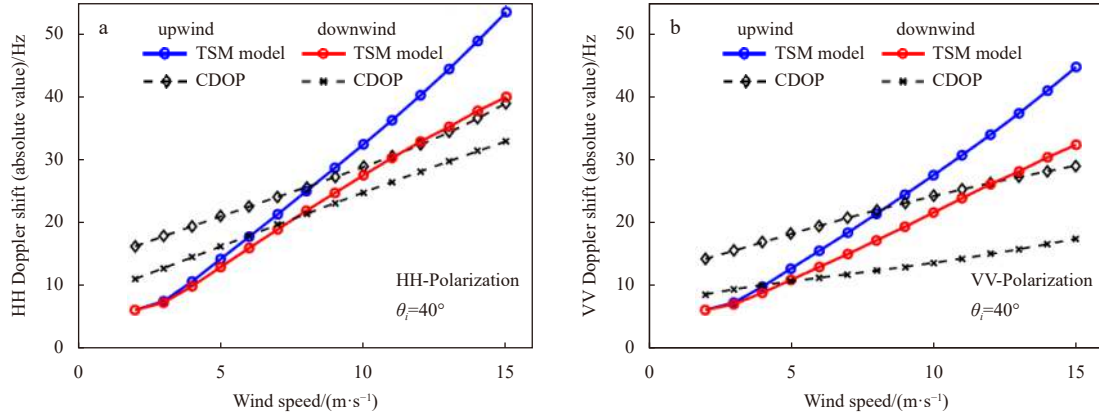 a
upwind downwind
TSM model TSM model
CDOP CDOP
HH Doppler shift (absolute value)/Hz
50
40
30
20
10
0
HH-Polarization
θi=40°
0 5 10 15
Wind speed/(m·s⁻¹)
b
upwind downwind
TSM model TSM model
CDOP CDOP
VV Doppler shift (absolute value)/Hz
50
40
30
20
10
0
VV-Polarization
θi=40°
0 5 10 15
Wind speed/(m·s⁻¹)